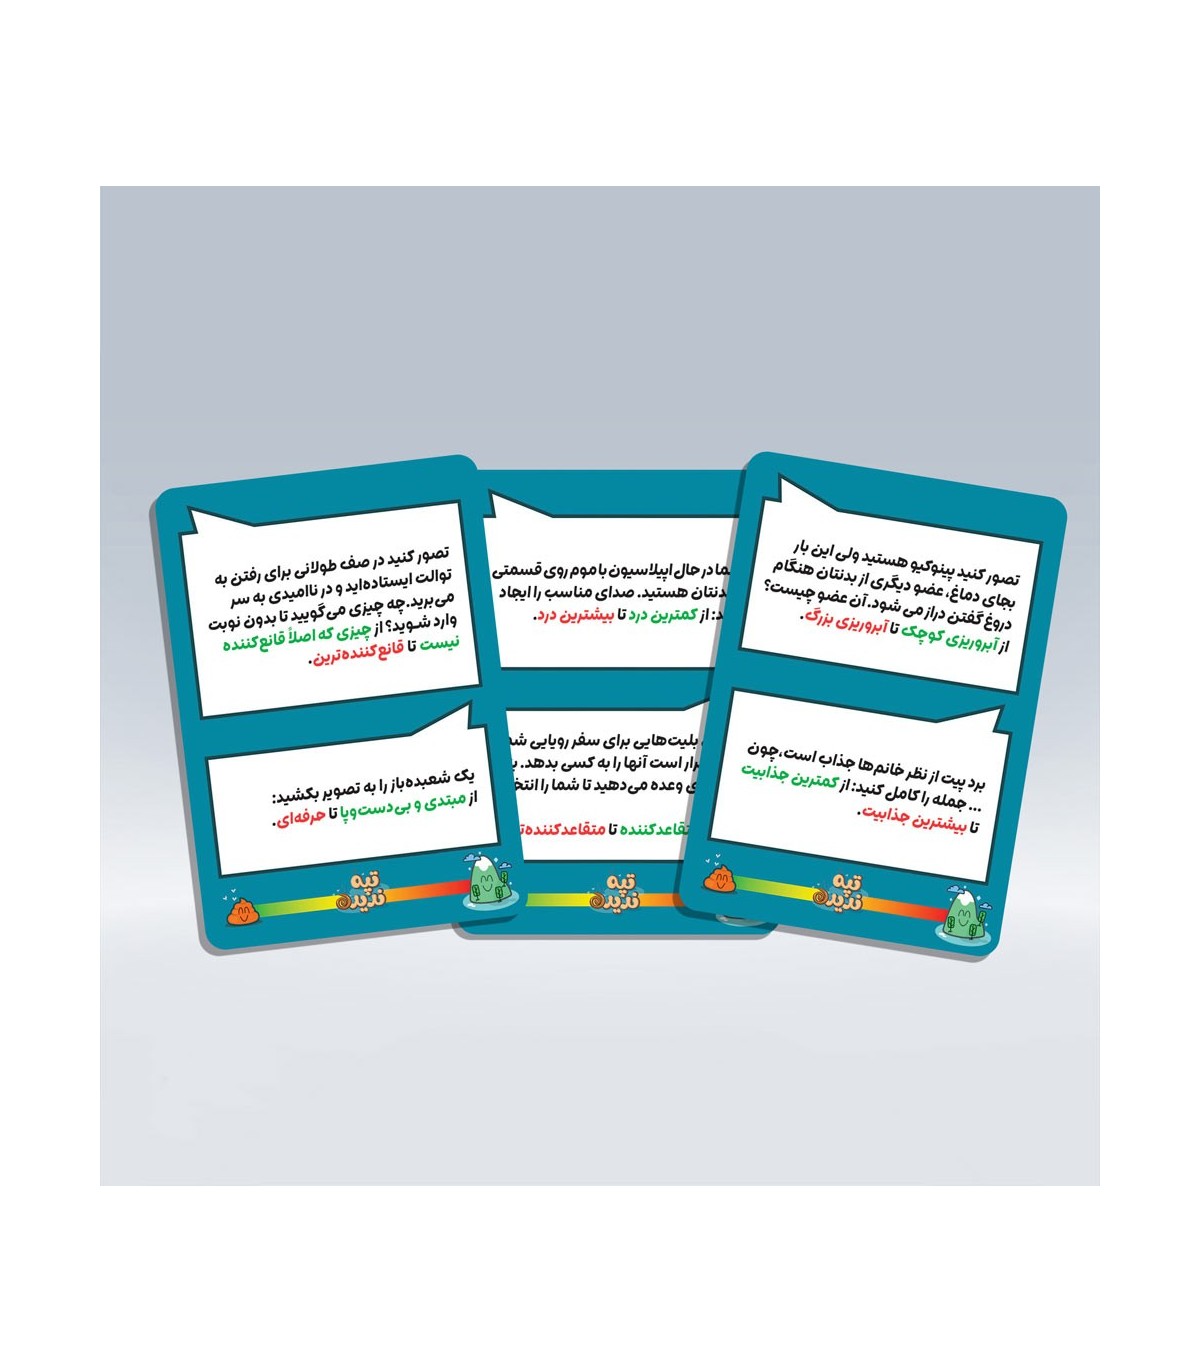 تصور کنید پینوکیو هستید ولی این بار
بجای دماغ، عضو دیگری از بدنتان هنگام
دروغ گفتن دراز می شود. آن عضو چیست؟
از آبروریزی کوچک تا آبروریزی بزرگ.
برد پیت از نظر خانم‌ها جذاب است،چون
... جمله را کامل کنید: از کمترین جذابیت
تا بیشترین جذابیت.
تپه
ندیده
در حال اپیلاسیون با موم روی قسمتی
هستید. صدای مناسب را ایجاد
از کمترین درد تا بیشترین درد.
بلیت‌هایی برای سفر رویایی
است آنها را به کسی بدهد.
وعده می‌دهید تا شما را
تا
تپه
ندیده
تصور کنید در صف طولانی برای رفتن به
توالت ایستاده‌اید و در ناامیدی به سر
می‌برید.چه چیزی می‌گویید تا بدون نوبت
وارد شوید؟ از چیزی که اصلاً قانع‌کننده
نیست تا قانع‌کننده‌ترین.
یک شعبده‌باز را به تصویر بکشید:
از مبتدی و بی‌دست‌وپا تا حرفه‌ای.
تپه
ندیده